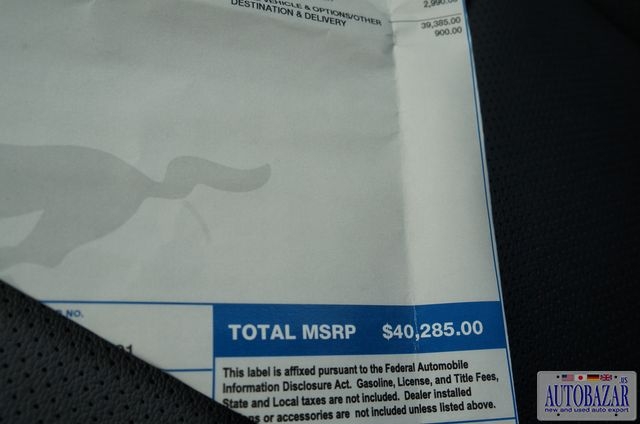 2,990.00
VEHICLE & OPTIONS/OTHER
39,385.00
DESTINATION & DELIVERY
900.00
NO.
TOTAL MSRP $40,285.00
This label is affixed pursuant to the Federal Automobile
Information Disclosure Act. Gasoline, License, and Title Fees,
State and Local taxes are not included. Dealer installed
or accessories are not included unless listed above.
AUTOBAZAR.US
new and used auto export